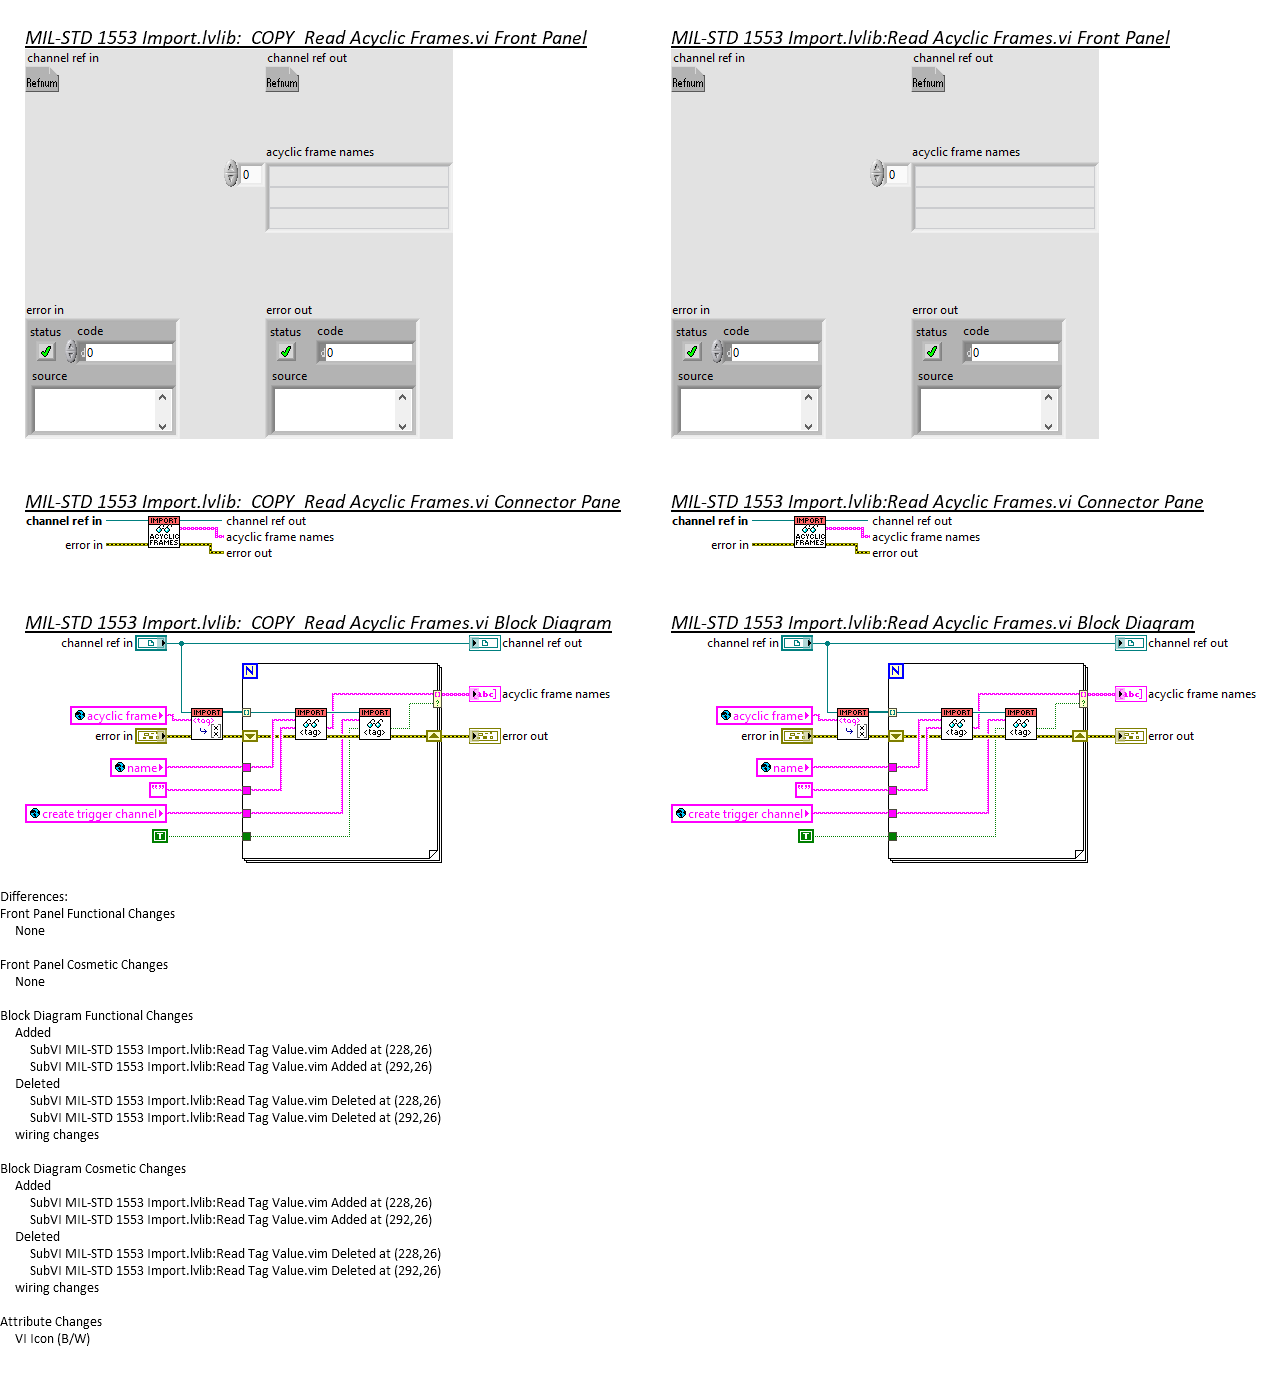 MIL-STD 1553 Import.lvlib:  COPY  Read Acyclic Frames.vi Front Panel
channel ref in
channel ref out
Refnum
Refnum
acyclic frame names
0
error in
error out
status
code
status
code
d0
d0
source
source
MIL-STD 1553 Import.lvlib:Read Acyclic Frames.vi Front Panel
channel ref in
channel ref out
Refnum
Refnum
acyclic frame names
0
error in
error out
status
code
status
code
d0
d0
source
source
MIL-STD 1553 Import.lvlib:  COPY  Read Acyclic Frames.vi Connector Pane
channel ref in
IMPORT
ACYCLIC
FRAMES
channel ref out
acyclic frame names
error in
error out
MIL-STD 1553 Import.lvlib:Read Acyclic Frames.vi Connector Pane
channel ref in
IMPORT
ACYCLIC
FRAMES
channel ref out
acyclic frame names
error in
error out
MIL-STD 1553 Import.lvlib:  COPY  Read Acyclic Frames.vi Block Diagram
channel ref in
channel ref out
N
abc
acyclic frame names
acyclic frame
IMPORT
<tag>
IMPORT
<tag>
IMPORT
<tag>
?
error in
error out
name
""
create trigger channel
T
MIL-STD 1553 Import.lvlib:Read Acyclic Frames.vi Block Diagram
channel ref in
channel ref out
N
abc
acyclic frame names
acyclic frame
IMPORT
<tag>
IMPORT
<tag>
IMPORT
<tag>
?
error in
error out
name
""
create trigger channel
T
Differences:
Front Panel Functional Changes
None
Front Panel Cosmetic Changes
None
Block Diagram Functional Changes
Added
SubVI MIL-STD 1553 Import.lvlib:Read Tag Value.vim Added at (228,26)
SubVI MIL-STD 1553 Import.lvlib:Read Tag Value.vim Added at (292,26)
Deleted
SubVI MIL-STD 1553 Import.lvlib:Read Tag Value.vim Deleted at (228,26)
SubVI MIL-STD 1553 Import.lvlib:Read Tag Value.vim Deleted at (292,26)
wiring changes
Block Diagram Cosmetic Changes
Added
SubVI MIL-STD 1553 Import.lvlib:Read Tag Value.vim Added at (228,26)
SubVI MIL-STD 1553 Import.lvlib:Read Tag Value.vim Added at (292,26)
Deleted
SubVI MIL-STD 1553 Import.lvlib:Read Tag Value.vim Deleted at (228,26)
SubVI MIL-STD 1553 Import.lvlib:Read Tag Value.vim Deleted at (292,26)
wiring changes
Attribute Changes
VI Icon (B/W)